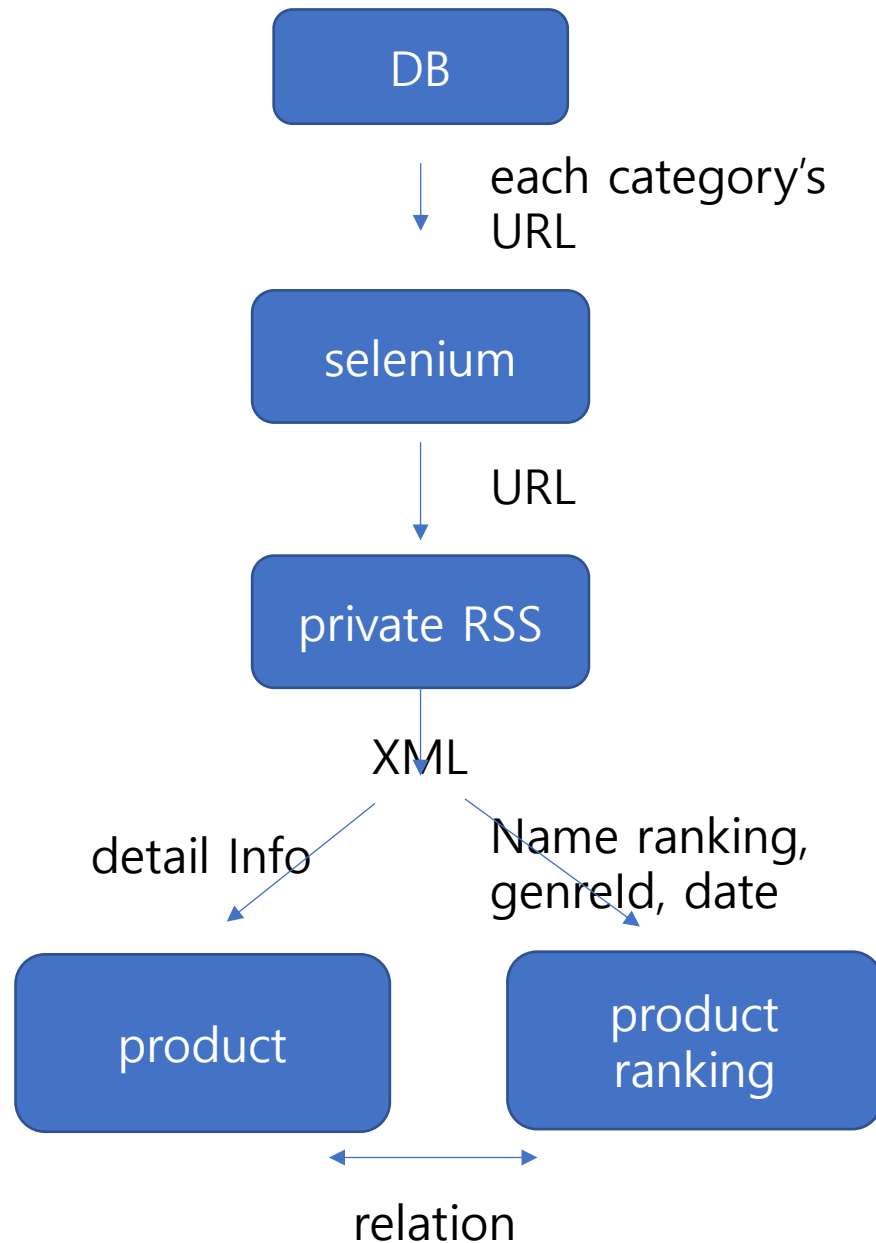 DB
each category’s
URL
selenium
URL
private RSS
XML
detail Info
Name ranking,
genreId, date
product
product
ranking
relation